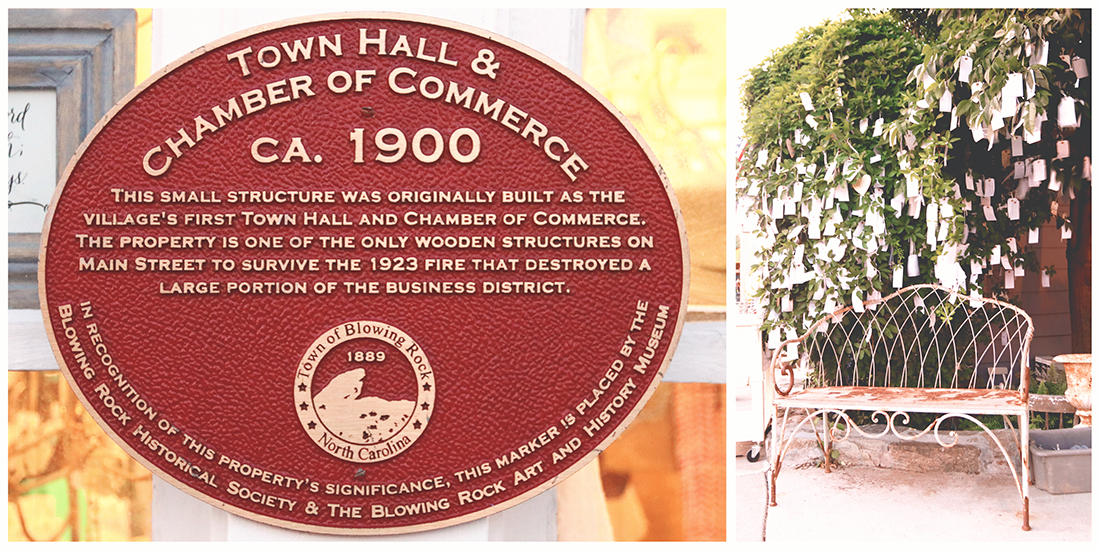 TOWN HALL &
CHAMBER OF COMMERCE
CA. 1900
THIS SMALL STRUCTURE WAS ORIGINALLY BUILT AS THE
VILLAGE'S FIRST TOWN HALL AND CHAMBER OF COMMERCE.
THE PROPERTY IS ONE OF THE ONLY WOODEN STRUCTURES ON
MAIN STREET TO SURVIVE THE 1923 FIRE THAT DESTROYED A
LARGE PORTION OF THE BUSINESS DISTRICT.
Town of Blowing Rock
1889
North Carolina
IN RECOGNITION OF THIS PROPERTY'S SIGNIFICANCE, THIS MARKER IS PLACED BY THE
BLOWING ROCK HISTORICAL SOCIETY & THE BLOWING ROCK ART AND HISTORY MUSEUM